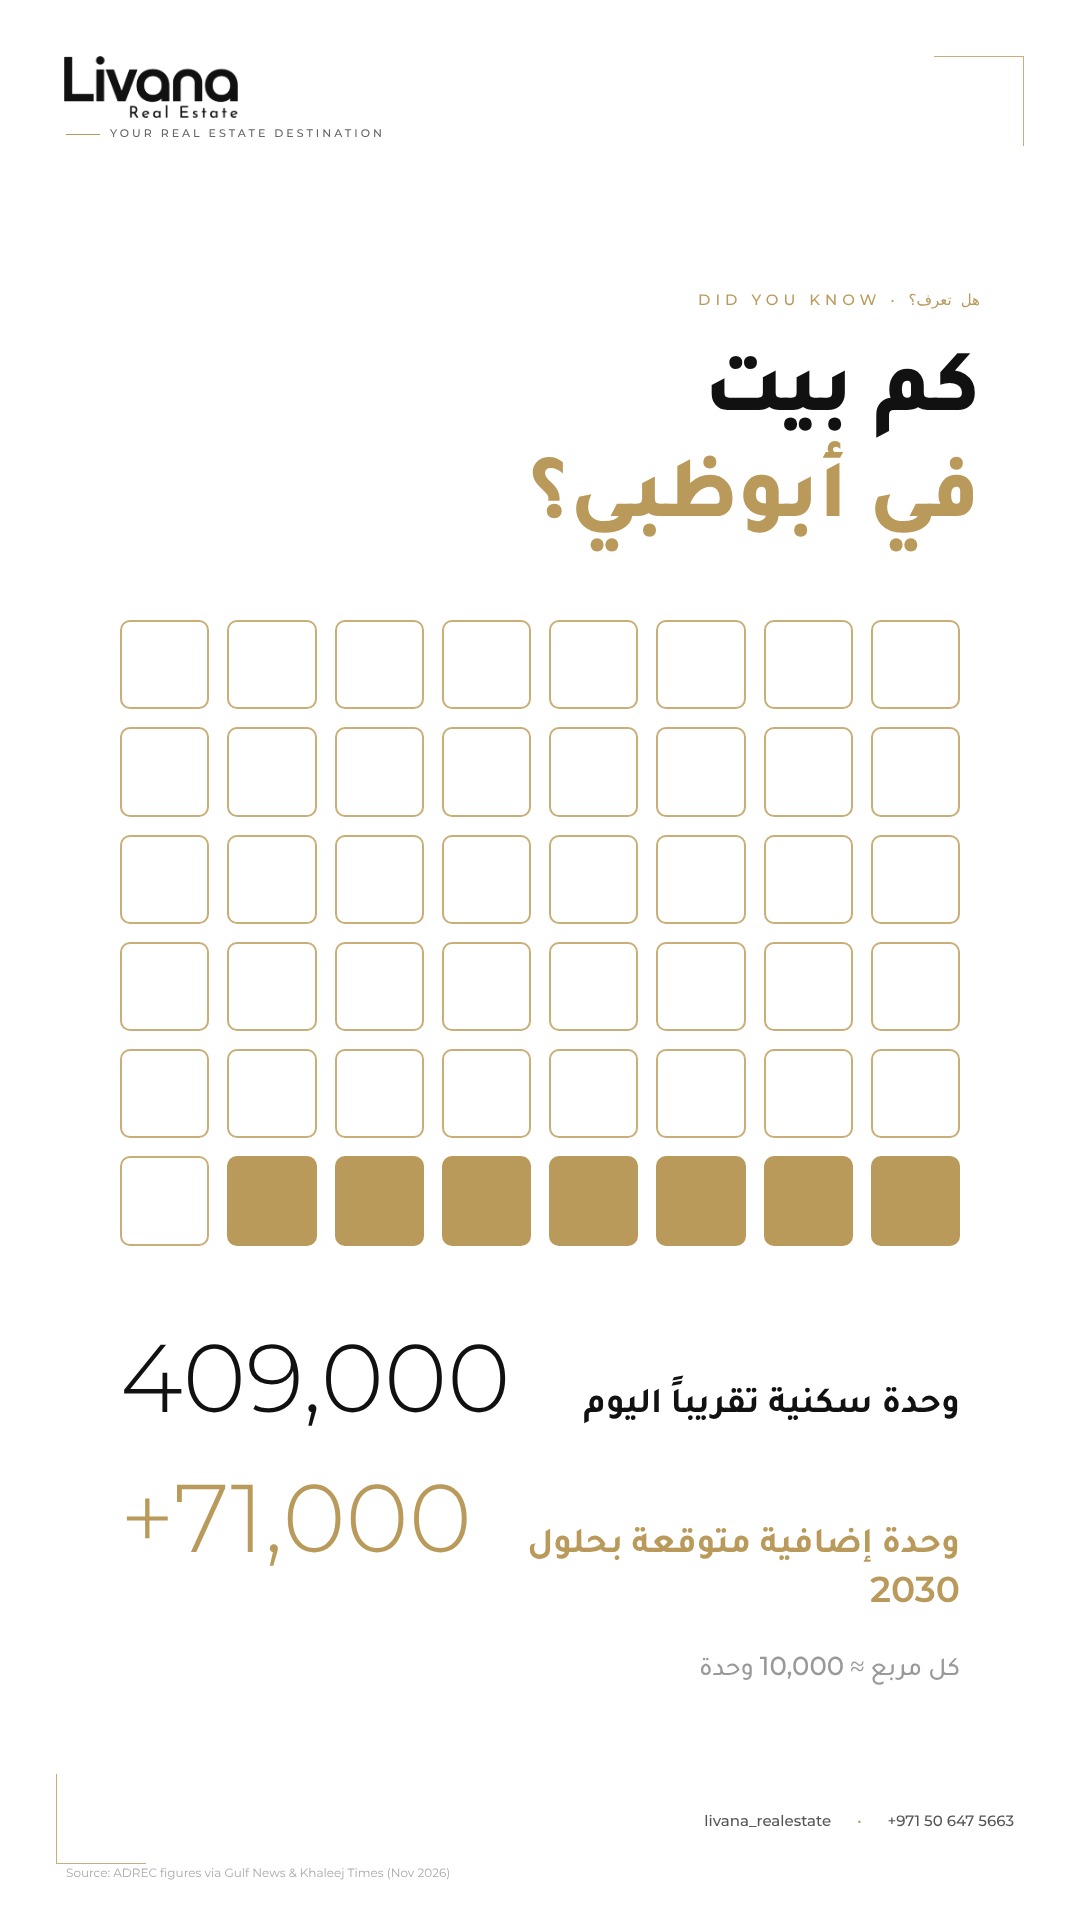 Livana
Real Estate
YOUR REAL ESTATE DESTINATION
هل تعرف؟ · DID YOU KNOW
كم بيت
في أبوظبي؟
409,000
وحدة سكنية تقريباً اليوم
+71,000
وحدة إضافية متوقعة بحلول
2030
كل مربع ≈ 10,000 وحدة
livana_realestate · +971 50 647 5663
Source: ADREC figures via Gulf News & Khaleej Times (Nov 2026)